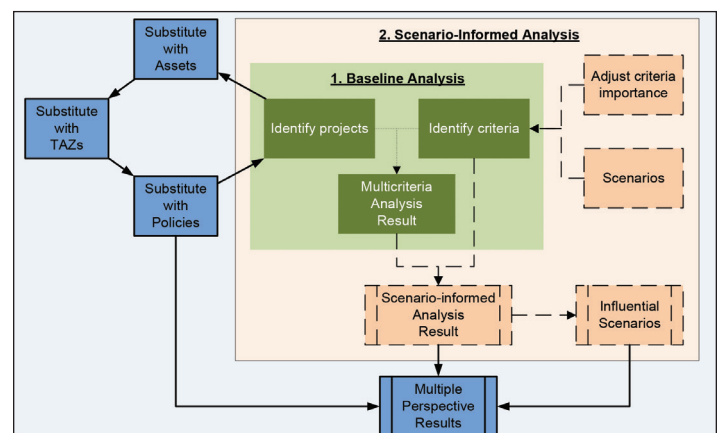 2. Scenario-Informed Analysis
Substitute
with
Assets
1. Baseline Analysis
Adjust criteria
importance
Substitute
with
TAZs
Identify projects
Identify criteria
Substitute
with
Policies
Multicriteria
Analysis
Result
Scenarios
Scenario-informed
Analysis
Result
Influential
Scenarios
Multiple
Perspective
Results